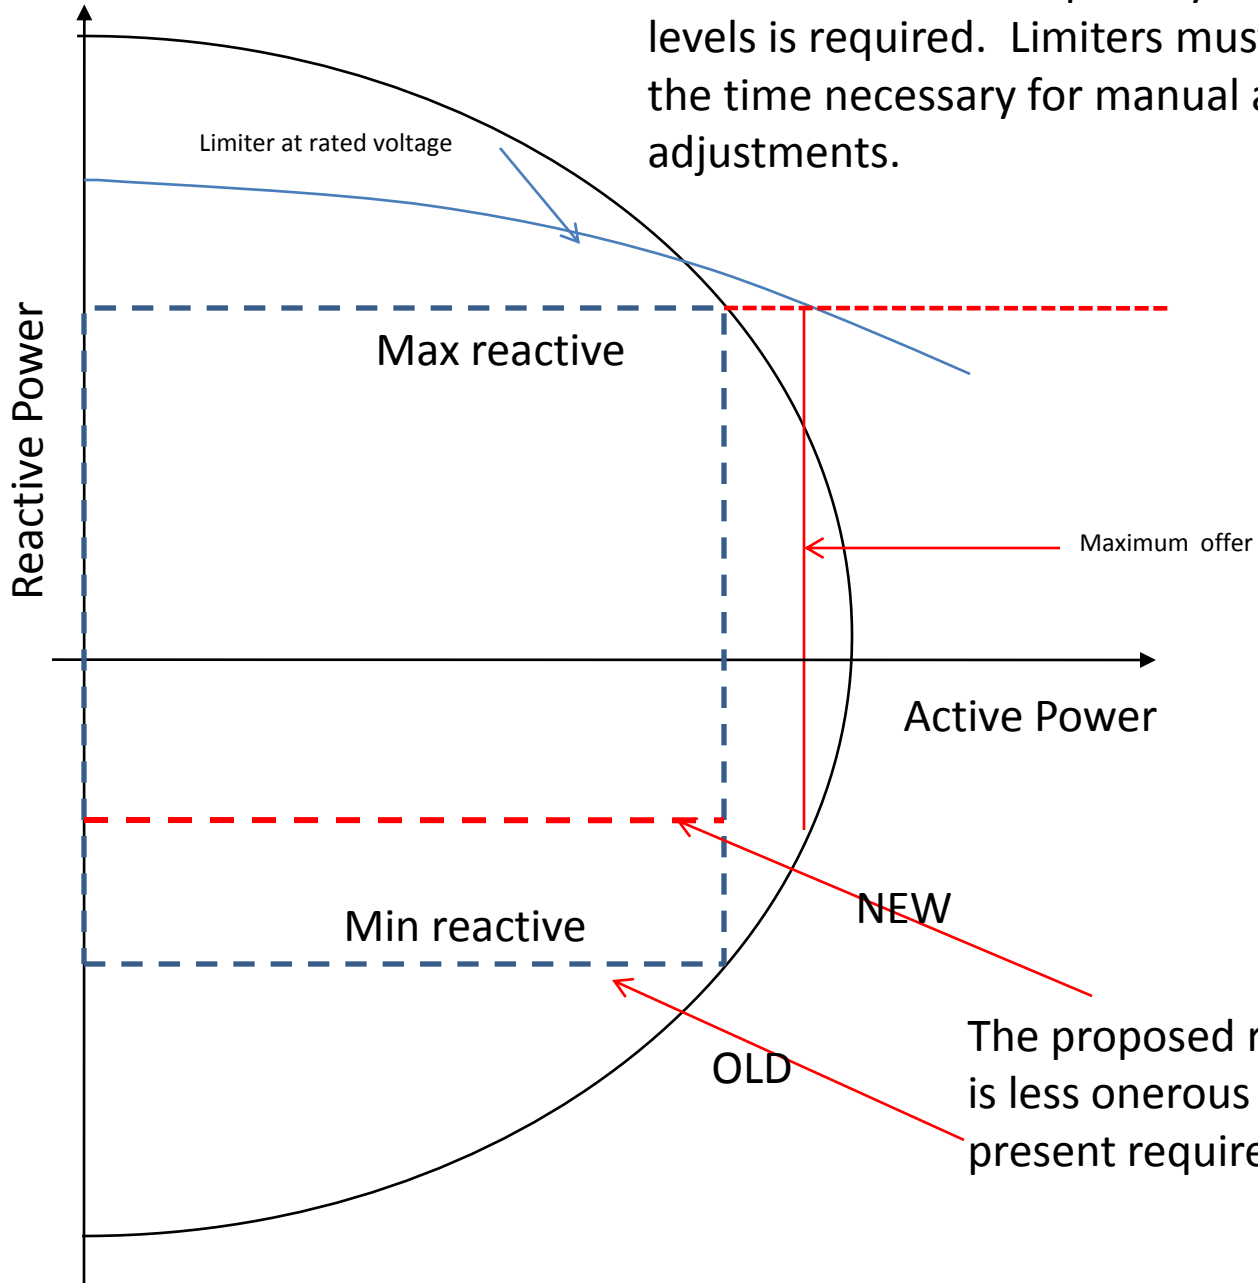 levels is required. Limiters must
the time necessary for manual a
adjustments.
Limiter at rated voltage
Reactive Power
Max reactive
Maximum offer
Active Power
NEW
Min reactive
OLD
The proposed r
is less onerous
present require